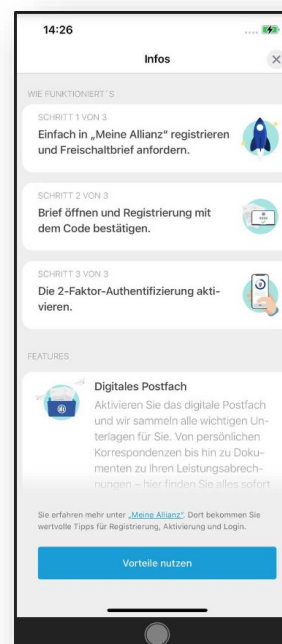 14:26
Infos
WIE FUNKTIONIERT´S
SCHRITT 1 VON 3
Einfach in „Meine Allianz" registrieren
und Freischaltbrief anfordern.
SCHRITT 2 VON 3
Brief öffnen und Registrierung mit
dem Code bestätigen.
SCHRITT 3 VON 3
Die 2-Faktor-Authentifizierung akti-
vieren.
FEATURES
Digitales Postfach
Aktivieren Sie das digitale Postfach
und wir sammeln alle wichtigen Un-
terlagen für Sie. Von persönlichen
Korrespondenzen bis hin zu Doku-
menten zu Ihren Leistungsabrech-
nungen – hier finden Sie alles sofort
Sie erfahren mehr unter „Meine Allianz". Dort bekommen Sie
wertvolle Tipps für Registrierung, Aktivierung und Login.
Vorteile nutzen